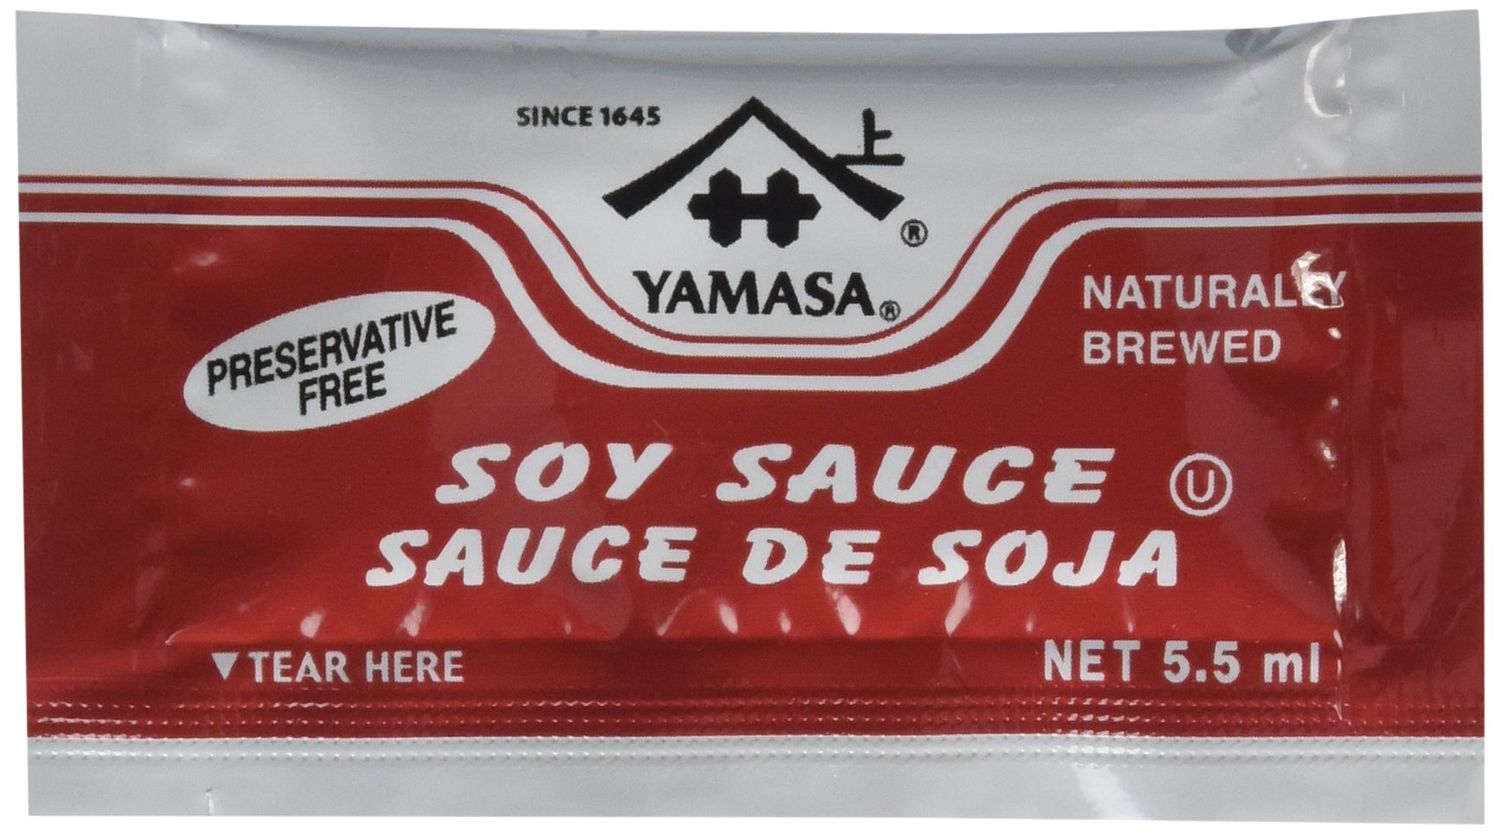 SINCE 1645
上
®
YAMASA®
NATURALLY
BREWED
PRESERVATIVE
FREE
SOY SAUCE Ⓤ
SAUCE DE SOJA
▼TEAR HERE
NET 5.5 ml